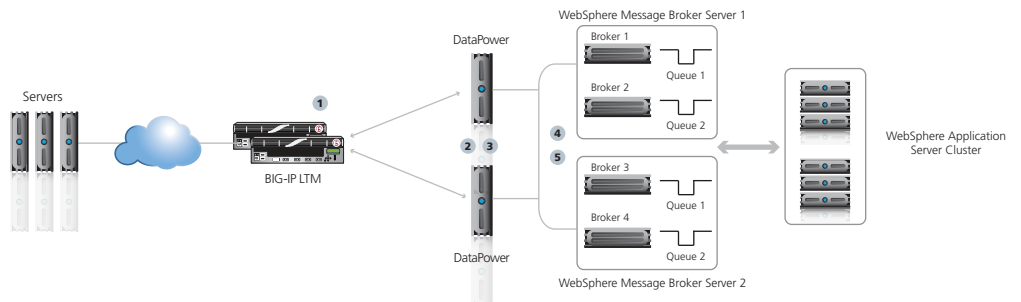 WebSphere Message Broker Server 1
DataPower
Broker 1
Queue 1
Broker 2
Queue 2
Servers
1
BIG-IP LTM
2
3
4
5
WebSphere Application
Server Cluster
Broker 3
Queue 1
Broker 4
Queue 2
DataPower
WebSphere Message Broker Server 2